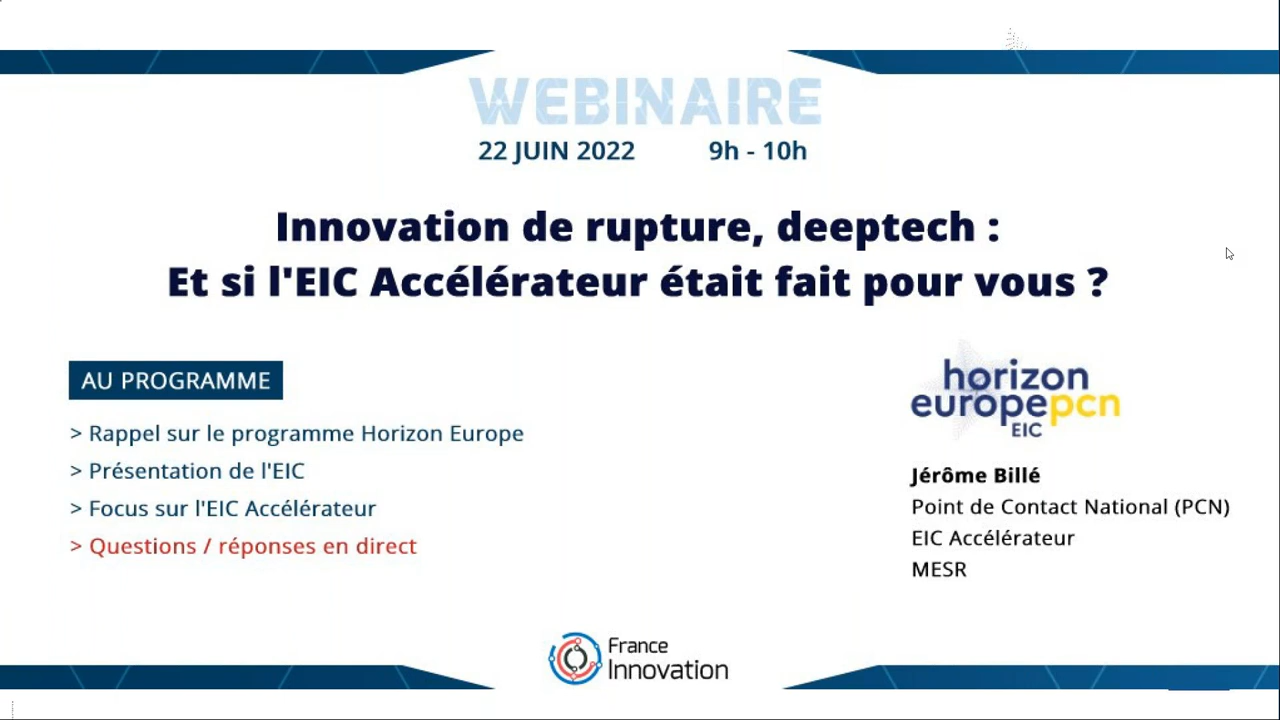 WEBINAIRE
22 JUIN 2022 9h - 10h
Innovation de rupture, deeptech :
Et si l'EIC Accélérateur était fait pour vous ?
AU PROGRAMME
> Rappel sur le programme Horizon Europe
> Présentation de l'EIC
> Focus sur l'EIC Accélérateur
> Questions / réponses en direct
horizon
europepcn
EIC
Jérôme Billé
Point de Contact National (PCN)
EIC Accélérateur
MESR
France
Innovation